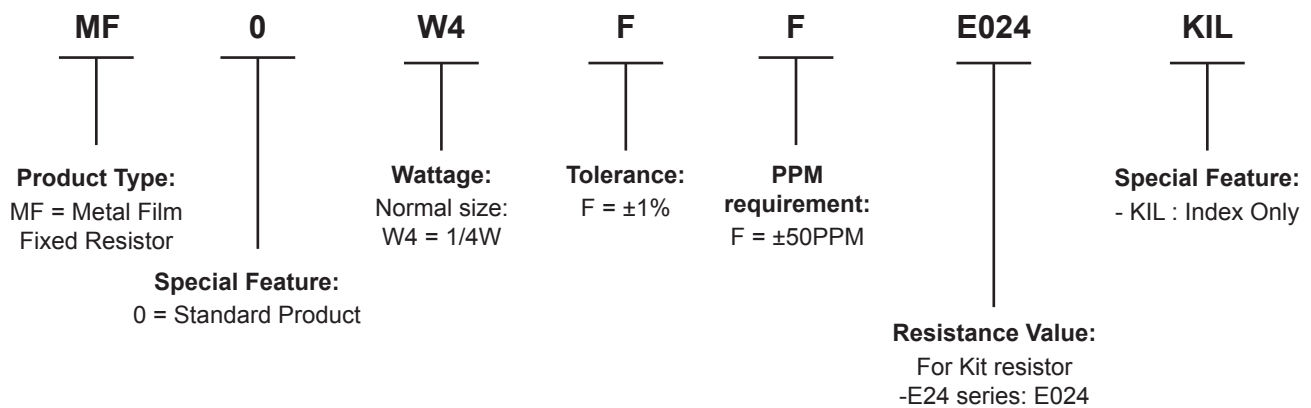 MF 0 W4 F F E024 KIL
Product Type:
MF = Metal Film
Fixed Resistor
Special Feature:
0 = Standard Product
Wattage:
Normal size:
W4 = 1/4W
Tolerance:
F = ±1%
PPM
requirement:
F = ±50PPM
Resistance Value:
For Kit resistor
-E24 series: E024
Special Feature:
- KIL : Index Only